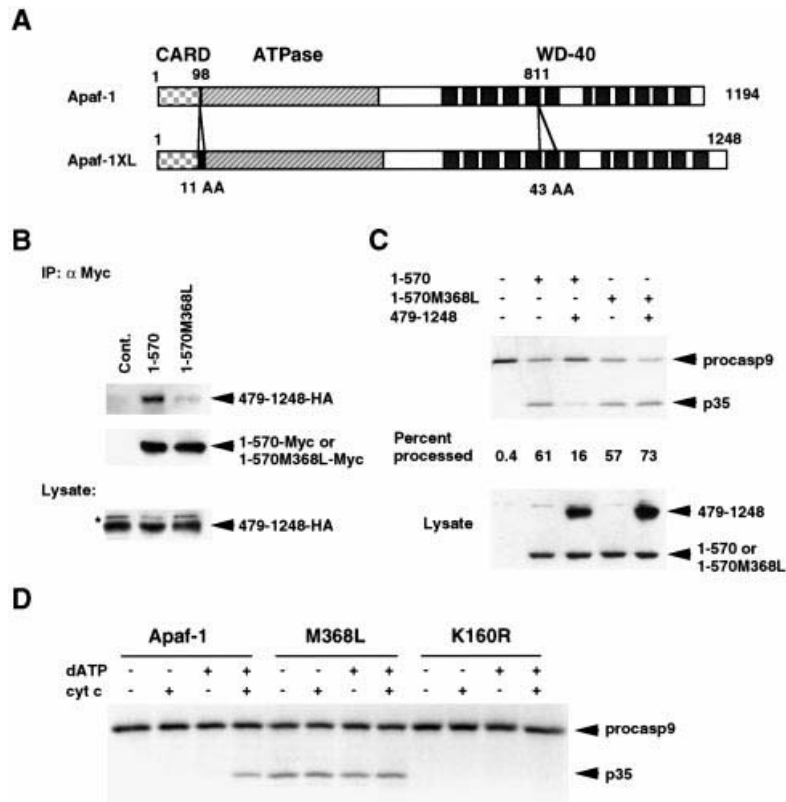 A
CARD ATPase WD-40
1 98 811
Apaf-1 1194
1 1248
Apaf-1XL
11 AA 43 AA
B
IP: α Myc
Cont.
1-570
1-570M368L
479-1248-HA
1-570-Myc or
1-570M368L-Myc
Lysate:
* 479-1248-HA
C
1-570 - + + - -
1-570M368L - - - + +
479-1248 - - + - +
procasp9
p35
Percent
processed 0.4 61 16 57 73
479-1248
Lysate
1-570 or
1-570M368L
D
Apaf-1 M368L K160R
dATP - - + + - - + + - - + +
cyt c - + - + - + - + - + - +
procasp9
p35